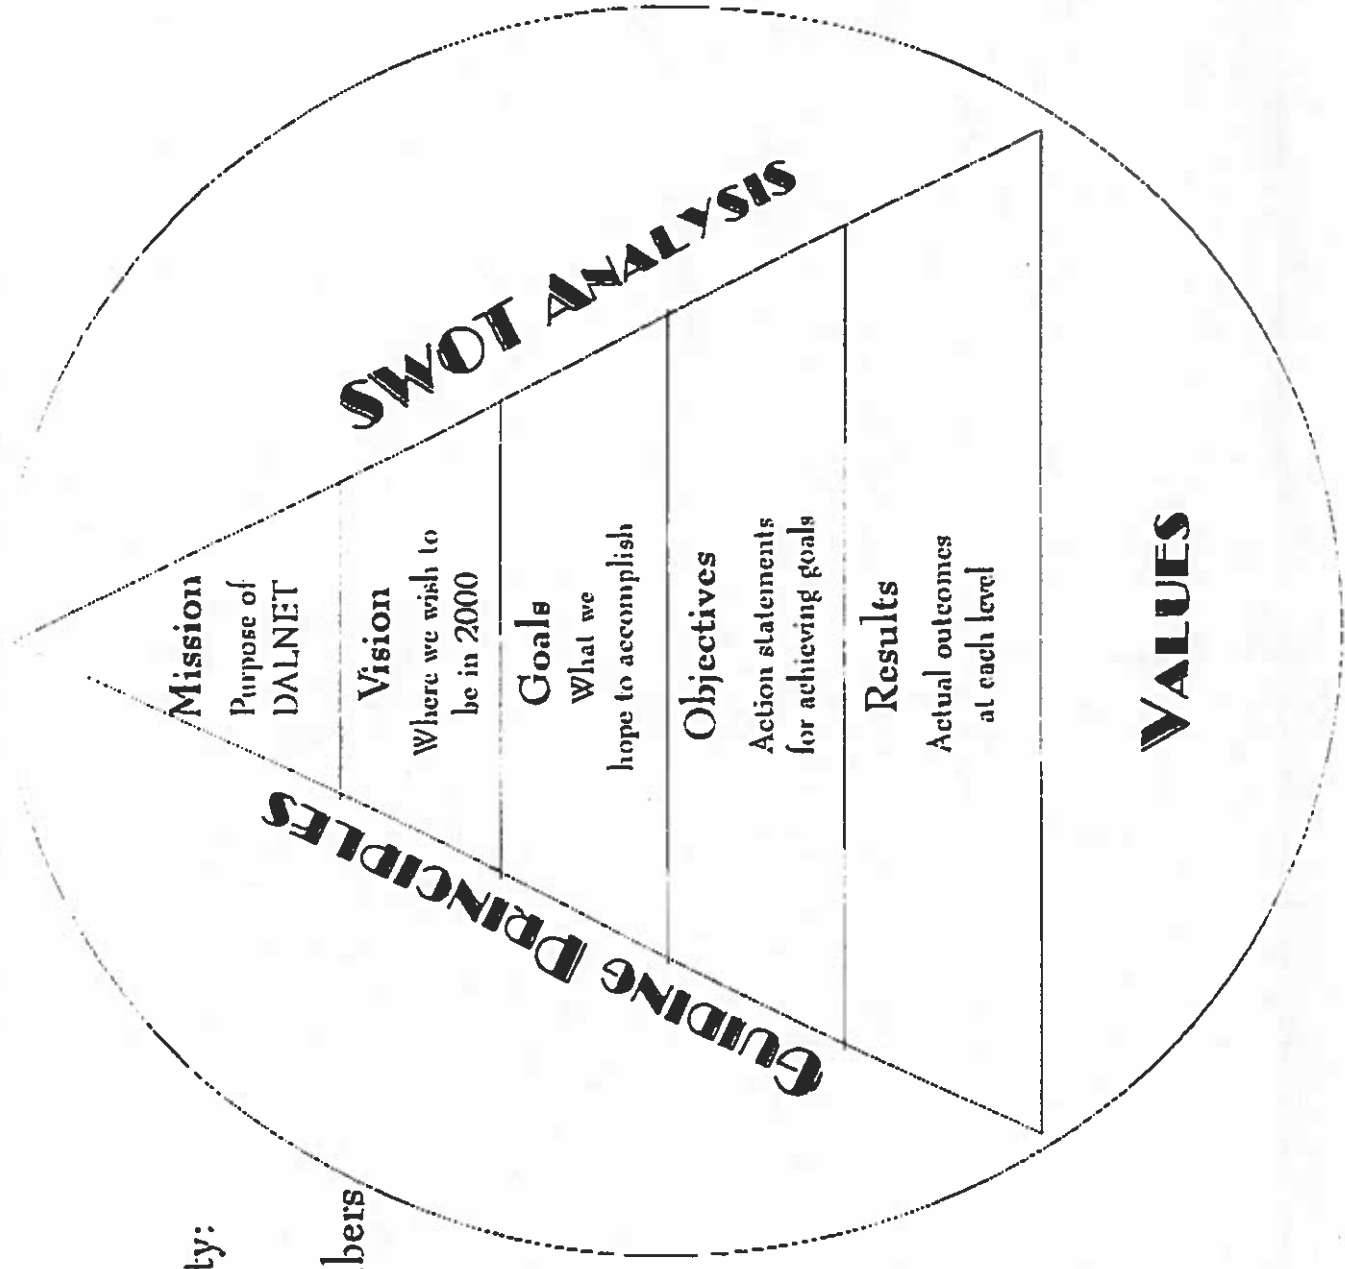 ty:
bers
GUIDING PRINCIPLES
SWOT ANALYSIS
Mission
Purpose of
DALNET
Vision
Where we wish to
be in 2000
Goals
What we
hope to accomplish
Objectives
Action statements
for achieving goals
Results
Actual outcomes
at each level
VALUES